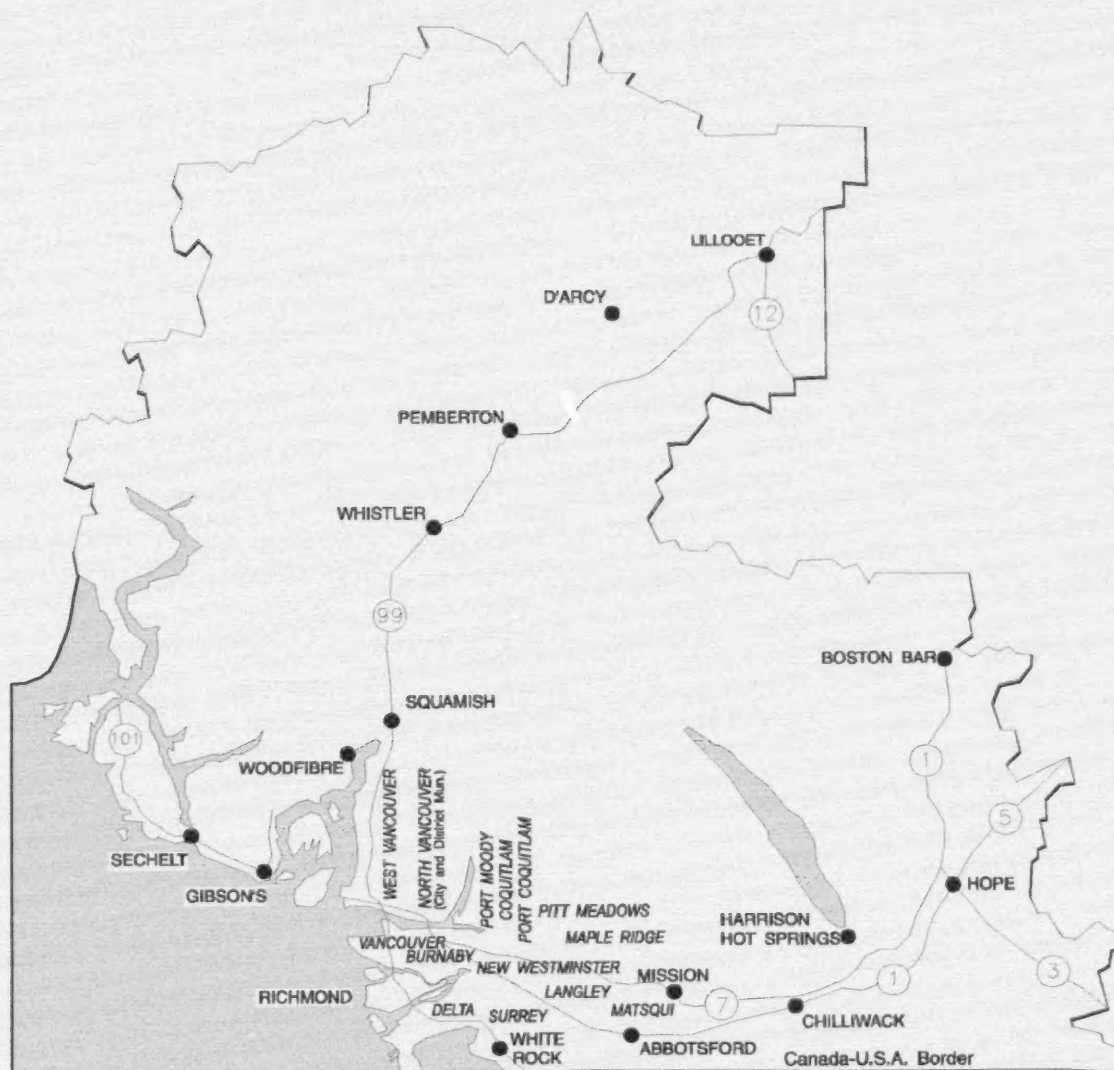 LILLOOET
D'ARCY
12
PEMBERTON
WHISTLER
99
BOSTON BAR
SQUAMISH
101
WOODFIBRE
1
WEST VANCOUVER
NORTH VANCOUVER
(City and District Mun.)
5
SECHELT
GIBSON'S
PORT MOODY
COQUITLAM
PORT COQUITLAM
HOPE
PITT MEADOWS
HARRISON
HOT SPRINGS
MAPLE RIDGE
VANCOUVER
BURNABY
NEW WESTMINSTER
MISSION
1
3
RICHMOND
LANGLEY
7
DELTA
SURREY
MATSQUI
CHILLIWACK
WHITE
ROCK
ABBOTSFORD
Canada-U.S.A. Border